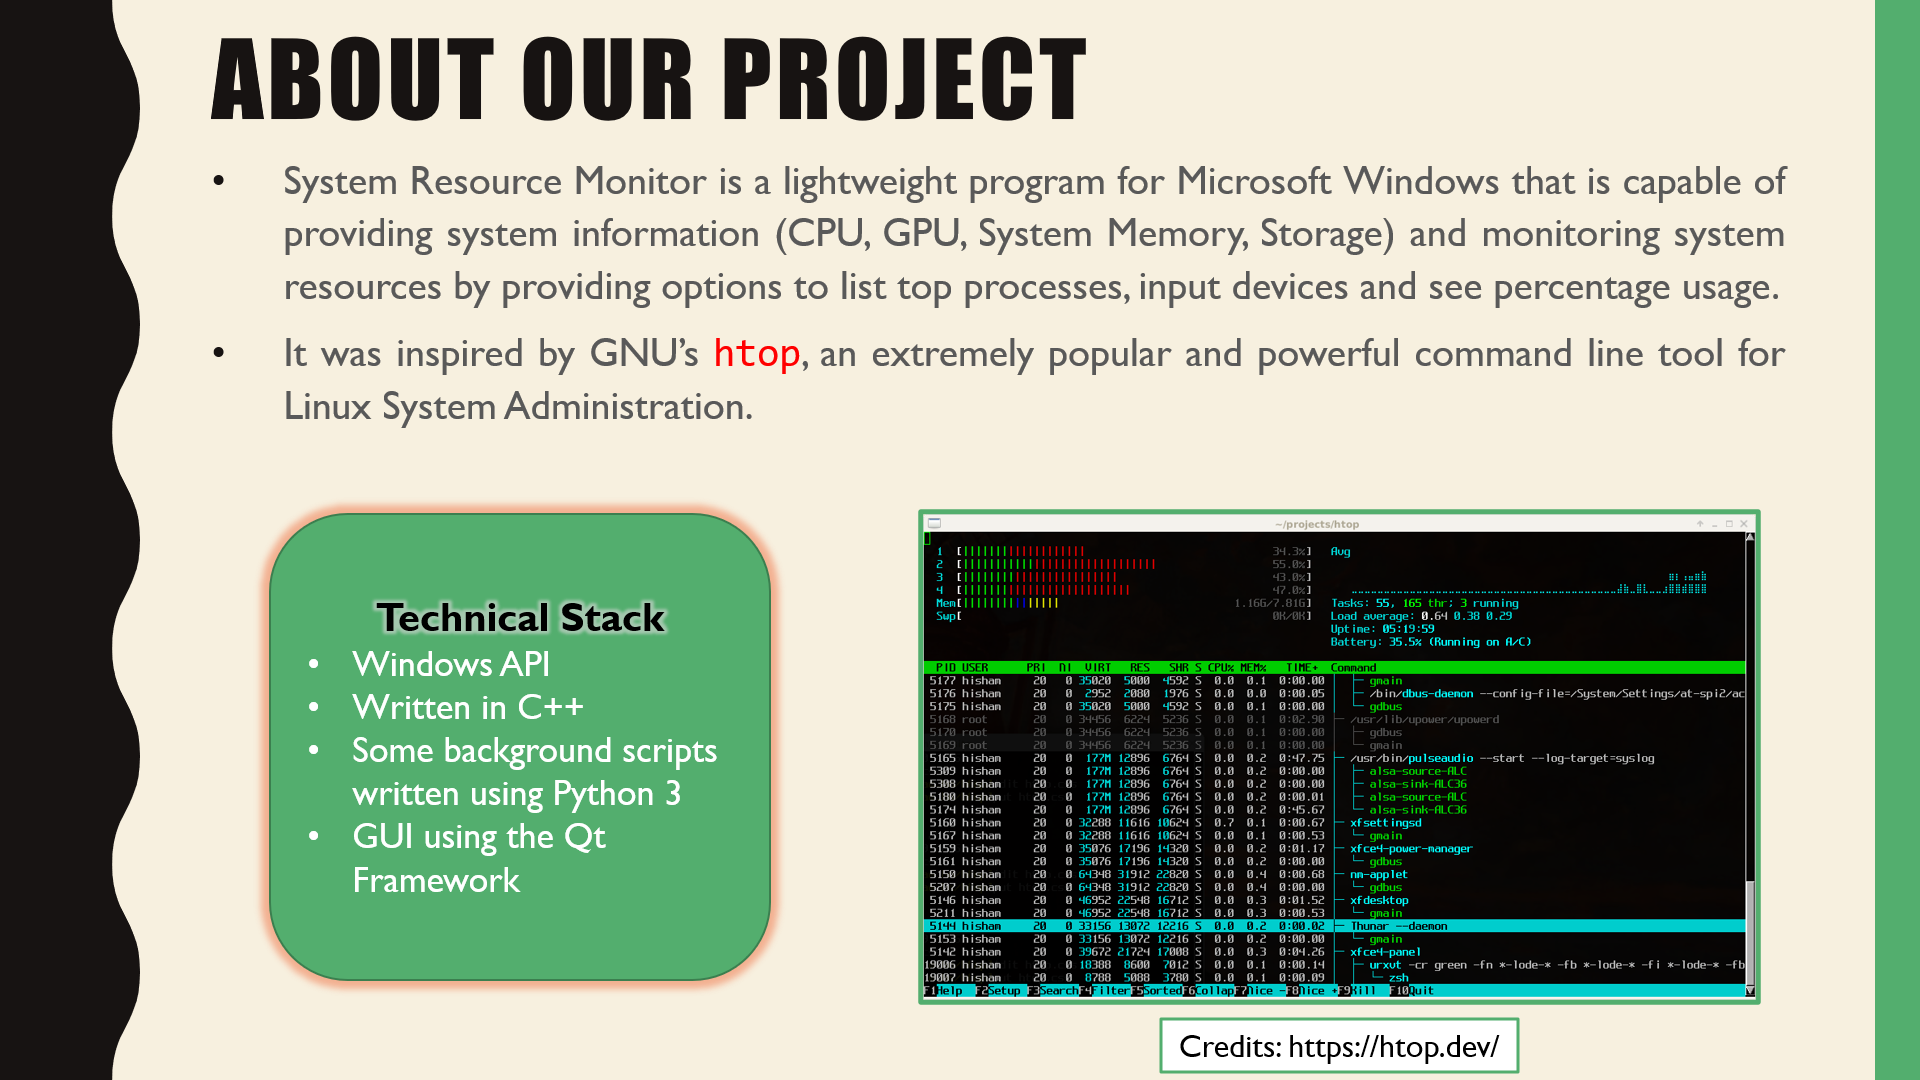 ABOUT OUR PROJECT
• System Resource Monitor is a lightweight program for Microsoft Windows that is capable of
providing system information (CPU, GPU, System Memory, Storage) and monitoring system
resources by providing options to list top processes, input devices and see percentage usage.
• It was inspired by GNU’s htop, an extremely popular and powerful command line tool for
Linux System Administration.
Technical Stack
• Windows API
• Written in C++
• Some background scripts
written using Python 3
• GUI using the Qt
Framework
~/projects/htop
1 [ 34.3%] Avg
2 [ 55.0%]
3 [ 43.0%]
4 [ 47.0%]
Mem[ 1.16G/7.81G] Tasks: 55, 165 thr; 3 running
Swp[ 0K/0K] Load average: 0.64 0.38 0.29
Uptime: 05:19:59
Battery: 35.5% (Running on A/C)
PID USER PRI NI VIRT RES SHR S CPU% MEM% TIME+ Command
5177 hisham 20 0 35020 5000 4592 S 0.0 0.1 0:00.00 gmain
5176 hisham 20 0 2952 2080 1976 S 0.0 0.0 0:00.05 /bin/dbus-daemon --config-file=/System/Settings/at-spi2/ac
5175 hisham 20 0 35020 5000 4592 S 0.0 0.1 0:00.00 gdbus
5168 root 20 0 34456 6224 5236 S 0.0 0.1 0:02.90 /usr/lib/upower/upowerd
5170 root 20 0 34456 6224 5236 S 0.0 0.1 0:00.00 gdbus
5169 root 20 0 34456 6224 5236 S 0.0 0.1 0:00.00 gmain
5165 hisham 20 0 177M 12896 6764 S 0.0 0.2 0:47.75 /usr/bin/pulseaudio --start --log-target=syslog
5309 hisham 20 0 177M 12896 6764 S 0.0 0.2 0:00.00 alsa-source-ALC
5308 hisham 20 0 177M 12896 6764 S 0.0 0.2 0:00.00 alsa-sink-ALC36
5180 hisham 20 0 177M 12896 6764 S 0.0 0.2 0:00.01 alsa-source-ALC
5174 hisham 20 0 177M 12896 6764 S 0.0 0.2 0:45.67 alsa-sink-ALC36
5160 hisham 20 0 32288 11616 10624 S 0.7 0.1 0:00.67 xfsettingsd
5167 hisham 20 0 32288 11616 10624 S 0.0 0.1 0:00.53 gmain
5159 hisham 20 0 35076 17196 14320 S 0.0 0.2 0:01.17 xfce4-power-manager
5161 hisham 20 0 35076 17196 14320 S 0.0 0.2 0:00.00 gdbus
5150 hisham 20 0 64348 31912 22820 S 0.0 0.4 0:00.68 nm-applet
5207 hisham 20 0 64348 31912 22820 S 0.0 0.4 0:00.00 gdbus
5146 hisham 20 0 46952 22548 16712 S 0.0 0.3 0:01.52 xfdesktop
5211 hisham 20 0 46952 22548 16712 S 0.0 0.3 0:00.53 gmain
5144 hisham 20 0 33156 13072 12216 S 0.0 0.2 0:00.02 Thunar --daemon
5153 hisham 20 0 33156 13072 12216 S 0.0 0.2 0:00.00 gmain
5142 hisham 20 0 39672 21724 17008 S 0.0 0.3 0:04.26 xfce4-panel
19006 hisham 20 0 18388 8600 7012 S 0.0 0.1 0:00.14 urxvt -cr green -fn *-lode-* -fb *-lode-* -fi *-lode-* -fb
19007 hisham 20 0 8788 5088 3780 S 0.0 0.1 0:00.09 zsh
F1Help F2Setup F3SearchF4FilterF5SortedF6CollapF7Nice -F8Nice +F9Kill F10Quit
Credits: https://htop.dev/